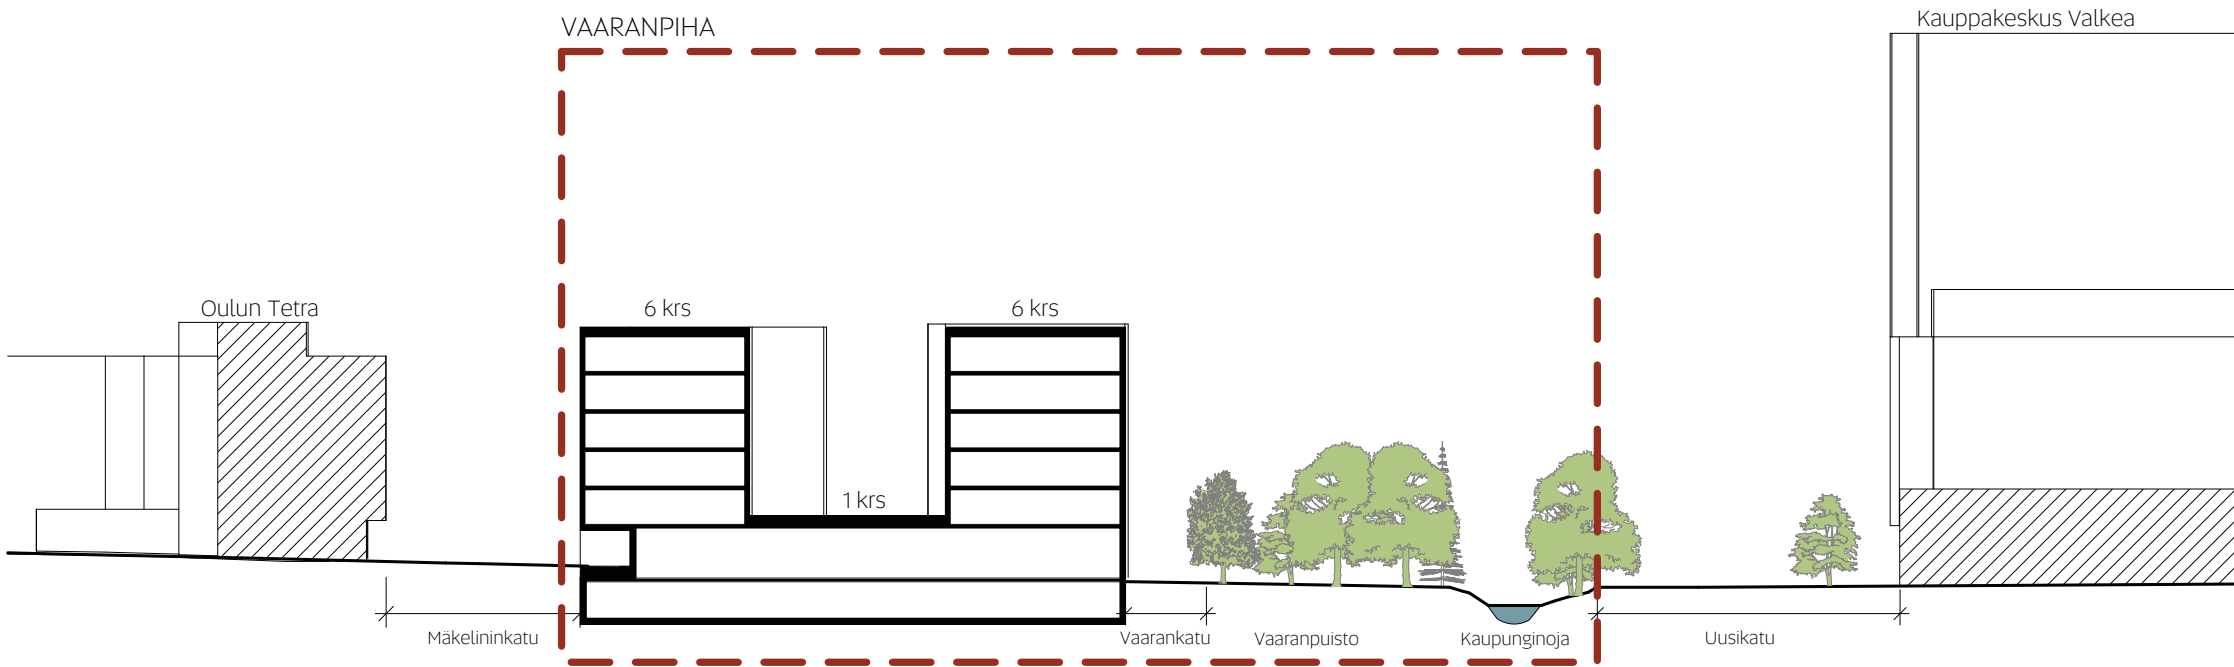 VAARANPIHA
Kauppakeskus Valkea
Oulun Tetra
6 krs
6 krs
1 krs
Mäkelininkatu
Vaarankatu
Vaaranpuisto
Kaupunginoja
Uusikatu